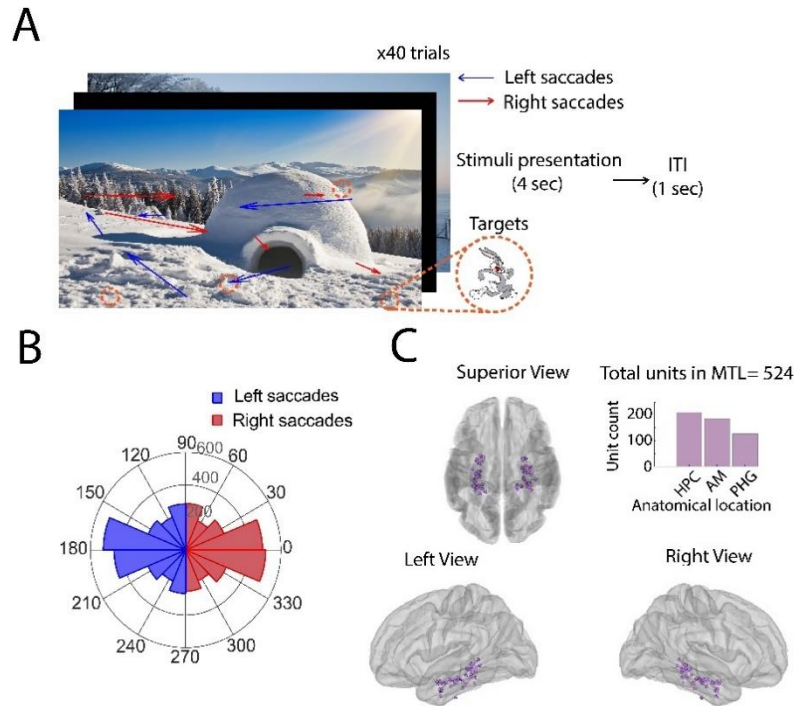 A
x40 trials
Left saccades
Right saccades
Stimuli presentation
(4 sec)
ITI
(1 sec)
Targets
B
Left saccades
Right saccades
90
600
400
200
120
60
150
30
180
0
210
330
240
300
270
C
Superior View
Total units in MTL= 524
Unit count
200
100
0
HPC
AM
PHG
Anatomical location
Left View
Right View